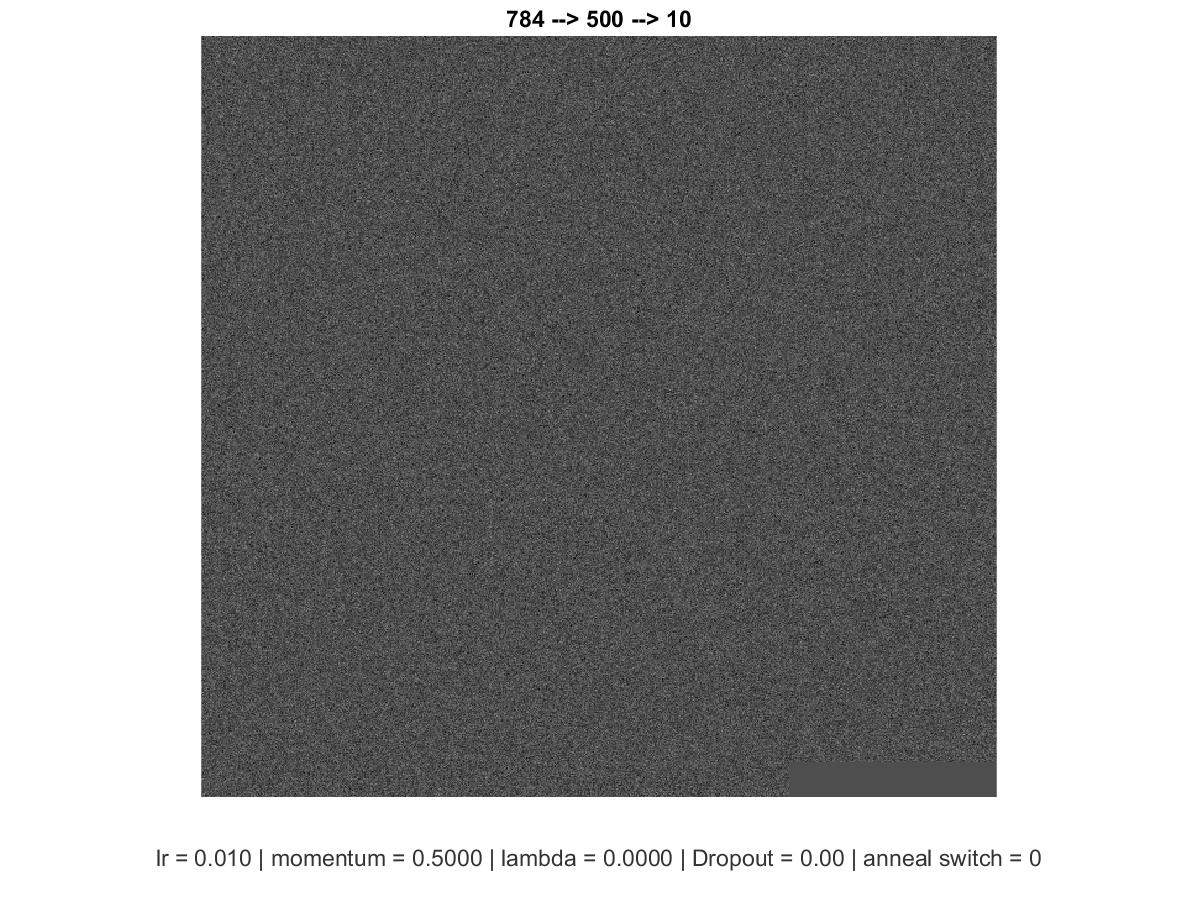 784 --> 500 --> 10
lr = 0.010 | momentum = 0.5000 | lambda = 0.0000 | Dropout = 0.00 | anneal switch = 0